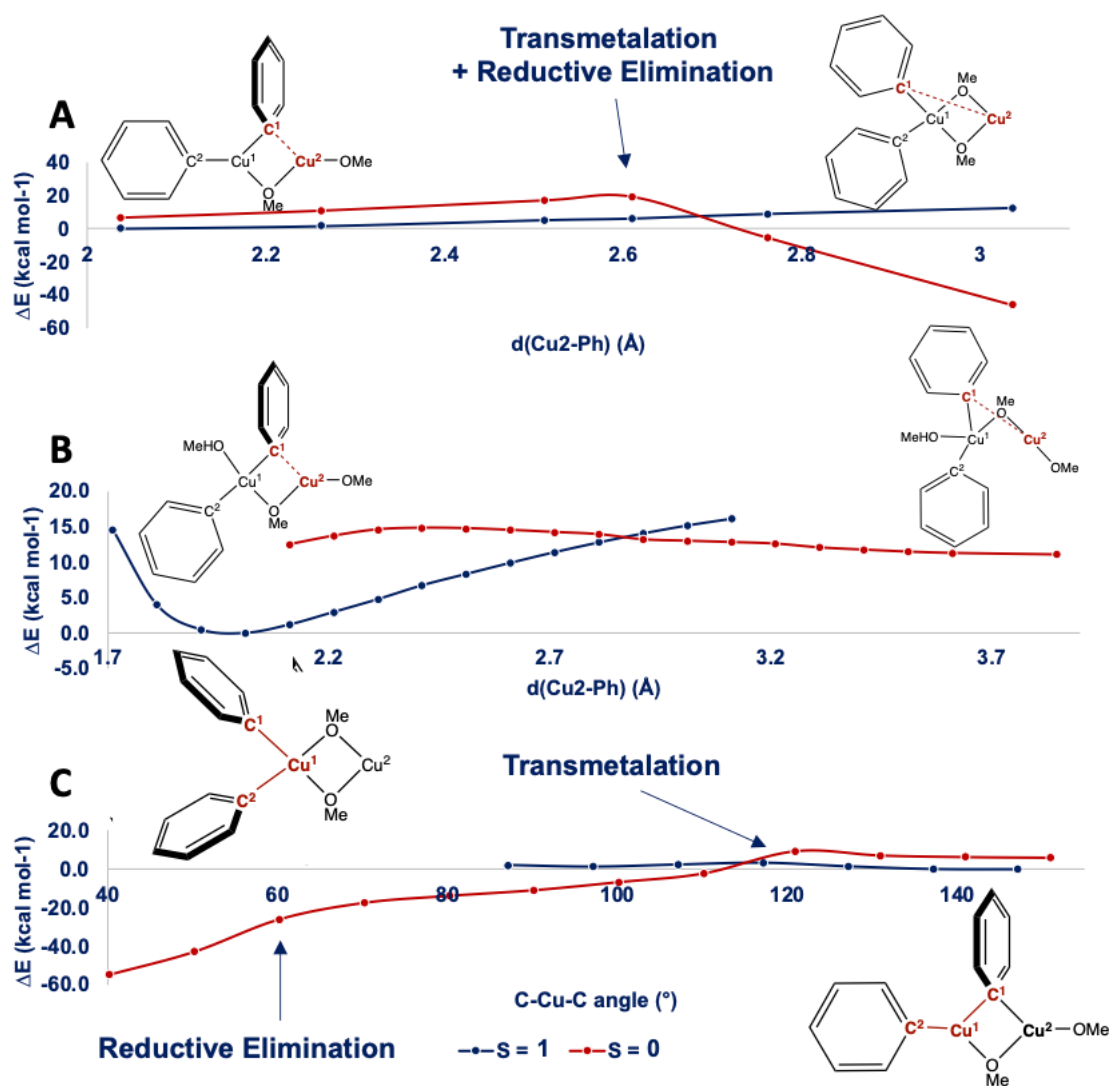 Transmetalation
+ Reductive Elimination
A
C1
C2
Cu1
Cu2
OMe
O
Me
OMe
C1
Cu1
Cu2
C2
O
Me
40
20
0
-20
-40
-60
ΔE (kcal mol-1)
2
2.2
2.4
2.6
2.8
3
d(Cu2-Ph) (Å)
B
MeHO
C1
Cu1
Cu2
OMe
C2
O
Me
C1
Me
O
MeHO
Cu1
Cu2
C2
OMe
20.0
15.0
10.0
5.0
0.0
-5.0
ΔE (kcal mol-1)
1.7
2.2
2.7
3.2
3.7
d(Cu2-Ph) (Å)
C
C1
Me
O
Cu1
Cu2
C2
O
Me
Transmetalation
20.0
0.0
-20.0
-40.0
-60.0
ΔE (kcal mol-1)
40
60
80
100
120
140
C-Cu-C angle (°)
C1
C2
Cu1
Cu2
OMe
O
Me
Reductive Elimination
S = 1
S = 0